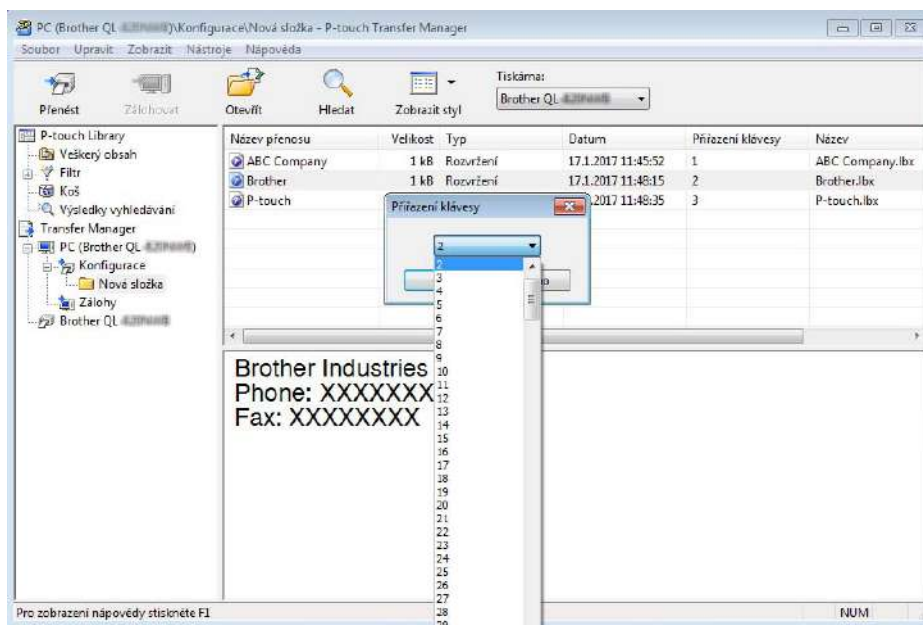 PC (Brother QL )\Konfigurace\Nová složka - P-touch Transfer Manager
Soubor Upravit Zobrazit Nástroje Nápověda
Přenést Zálohovat Otevřít Hledat Zobrazit styl
Tiskárna:
Brother QL
P-touch Library
Veškerý obsah
Filtr
Koš
Výsledky vyhledávání
Transfer Manager
PC (Brother QL )
Konfigurace
Nová složka
Zálohy
Brother QL
Název přenosu Velikost Typ Datum Přiřazení klávesy Název
ABC Company 1 kB Rozvržení 17.1.2017 11:45:52 1 ABC Company.lbx
Brother 1 kB Rozvržení 17.1.2017 11:48:15 2 Brother.lbx
P-touch .2017 11:48:35 3 P-touch.lbx
Přiřazení klávesy
2
2
3
4
5
6
7
8
9
10
11
12
13
14
15
16
17
18
19
20
21
22
23
24
25
26
27
28
29
Brother Industries
Phone: XXXXXXX
Fax: XXXXXXXX
Pro zobrazení nápovědy stiskněte F1
NUM